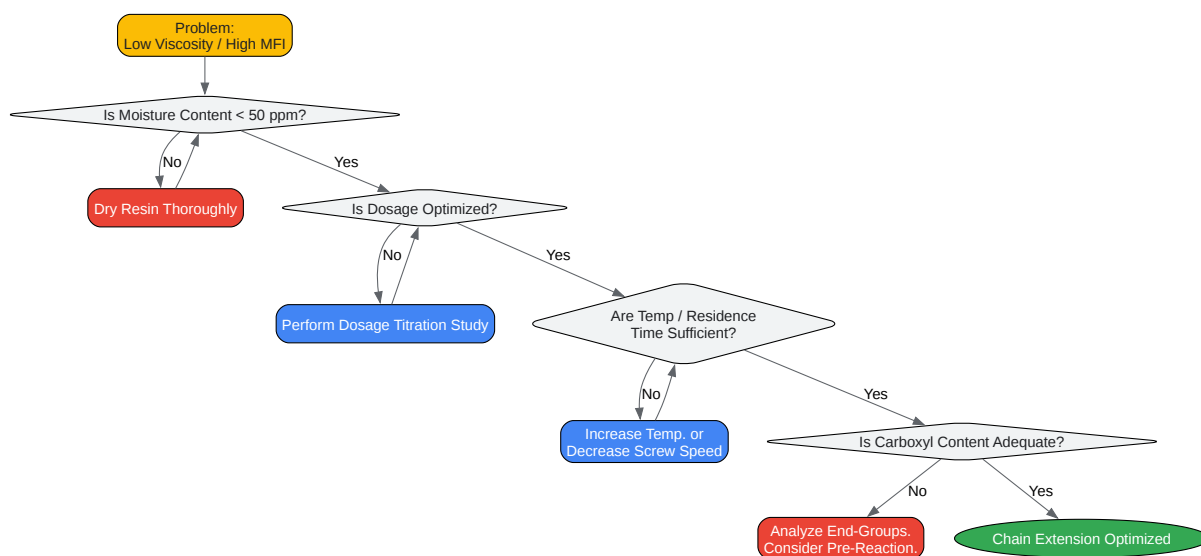 Problem:
Low Viscosity / High MFI
Is Moisture Content < 50 ppm?
No
Yes
Dry Resin Thoroughly
Is Dosage Optimized?
No
Yes
Perform Dosage Titration Study
Are Temp / Residence
Time Sufficient?
No
Yes
Increase Temp. or
Decrease Screw Speed
Is Carboxyl Content Adequate?
No
Yes
Analyze End-Groups.
Consider Pre-Reaction.
Chain Extension Optimized